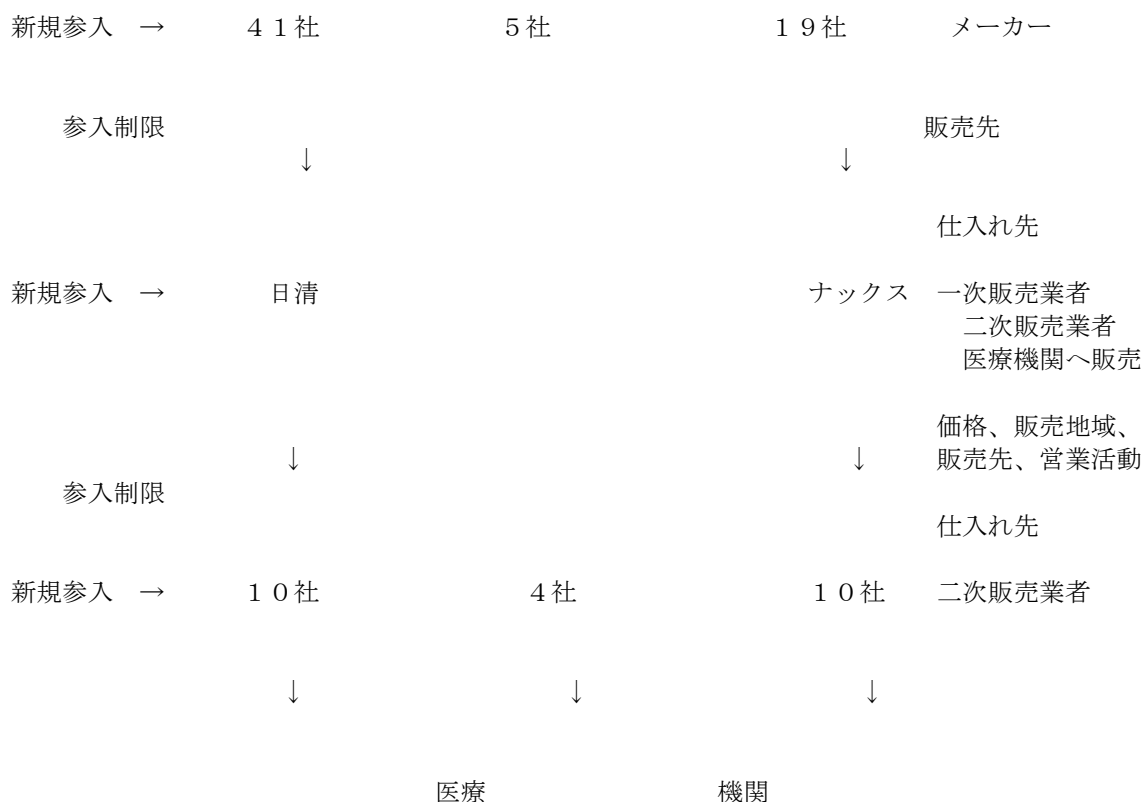 新規参入　→　４１社　５社　１９社　メーカー
参入制限　販売先
↓　↓
仕入れ先
新規参入　→　日清　ナックス　一次販売業者
二次販売業者
医療機関へ販売
価格、販売地域、
↓　↓　販売先、営業活動
参入制限
仕入れ先
新規参入　→　１０社　４社　１０社　二次販売業者
↓　↓　↓
医療　機関